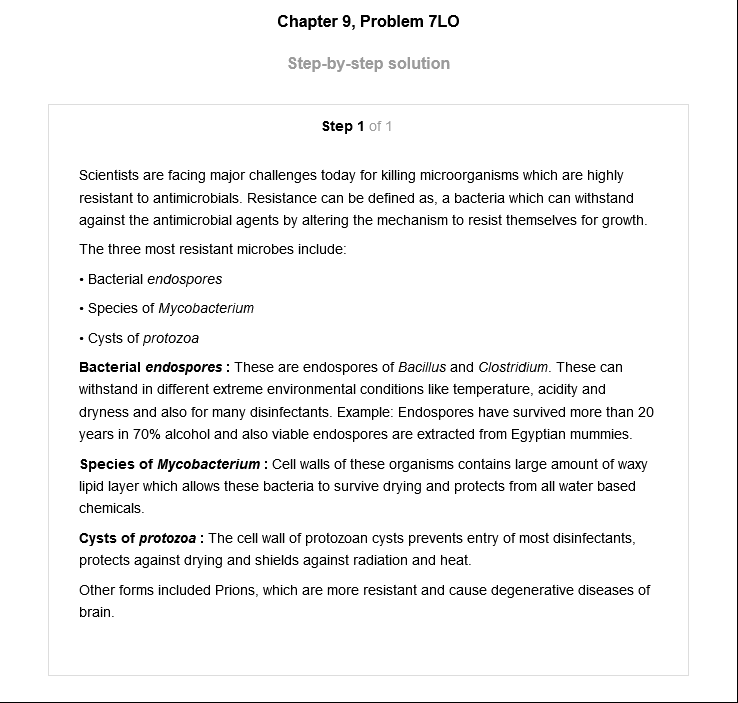 Chapter 9, Problem 7LO
Step-by-step solution
Step 1 of 1
Scientists are facing major challenges today for killing microorganisms which are highly
resistant to antimicrobials. Resistance can be defined as, a bacteria which can withstand
against the antimicrobial agents by altering the mechanism to resist themselves for growth.
The three most resistant microbes include:
• Bacterial endospores
• Species of Mycobacterium
• Cysts of protozoa
Bacterial endospores : These are endospores of Bacillus and Clostridium. These can
withstand in different extreme environmental conditions like temperature, acidity and
dryness and also for many disinfectants. Example: Endospores have survived more than 20
years in 70% alcohol and also viable endospores are extracted from Egyptian mummies.
Species of Mycobacterium : Cell walls of these organisms contains large amount of waxy
lipid layer which allows these bacteria to survive drying and protects from all water based
chemicals.
Cysts of protozoa : The cell wall of protozoan cysts prevents entry of most disinfectants,
protects against drying and shields against radiation and heat.
Other forms included Prions, which are more resistant and cause degenerative diseases of
brain.